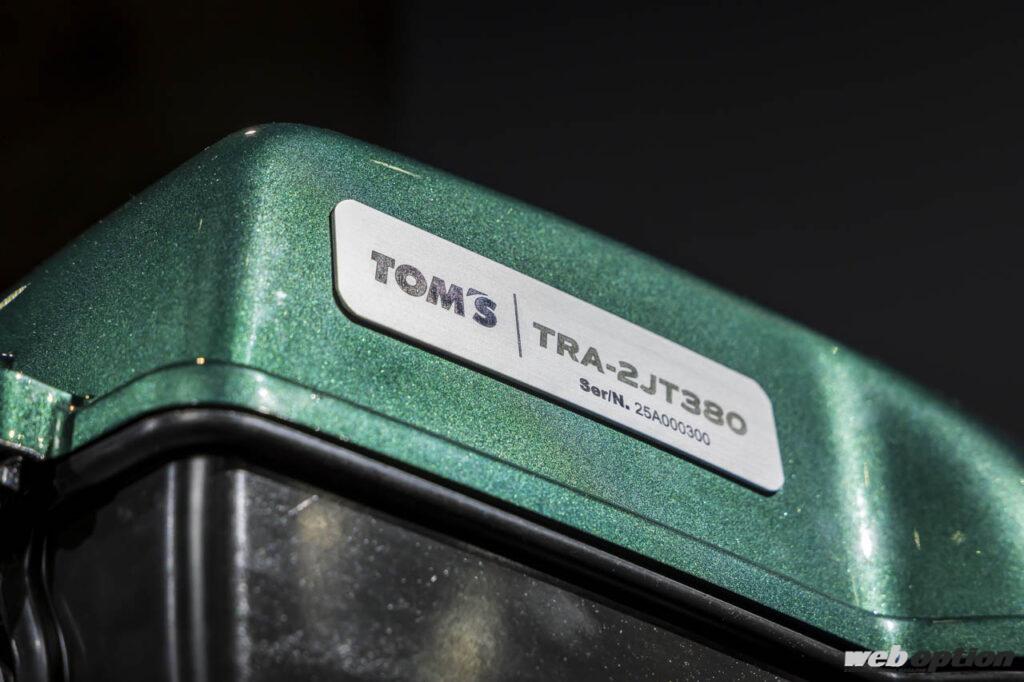 TOM'S
TRA-2JT380
Ser/N. 25A000300
web option